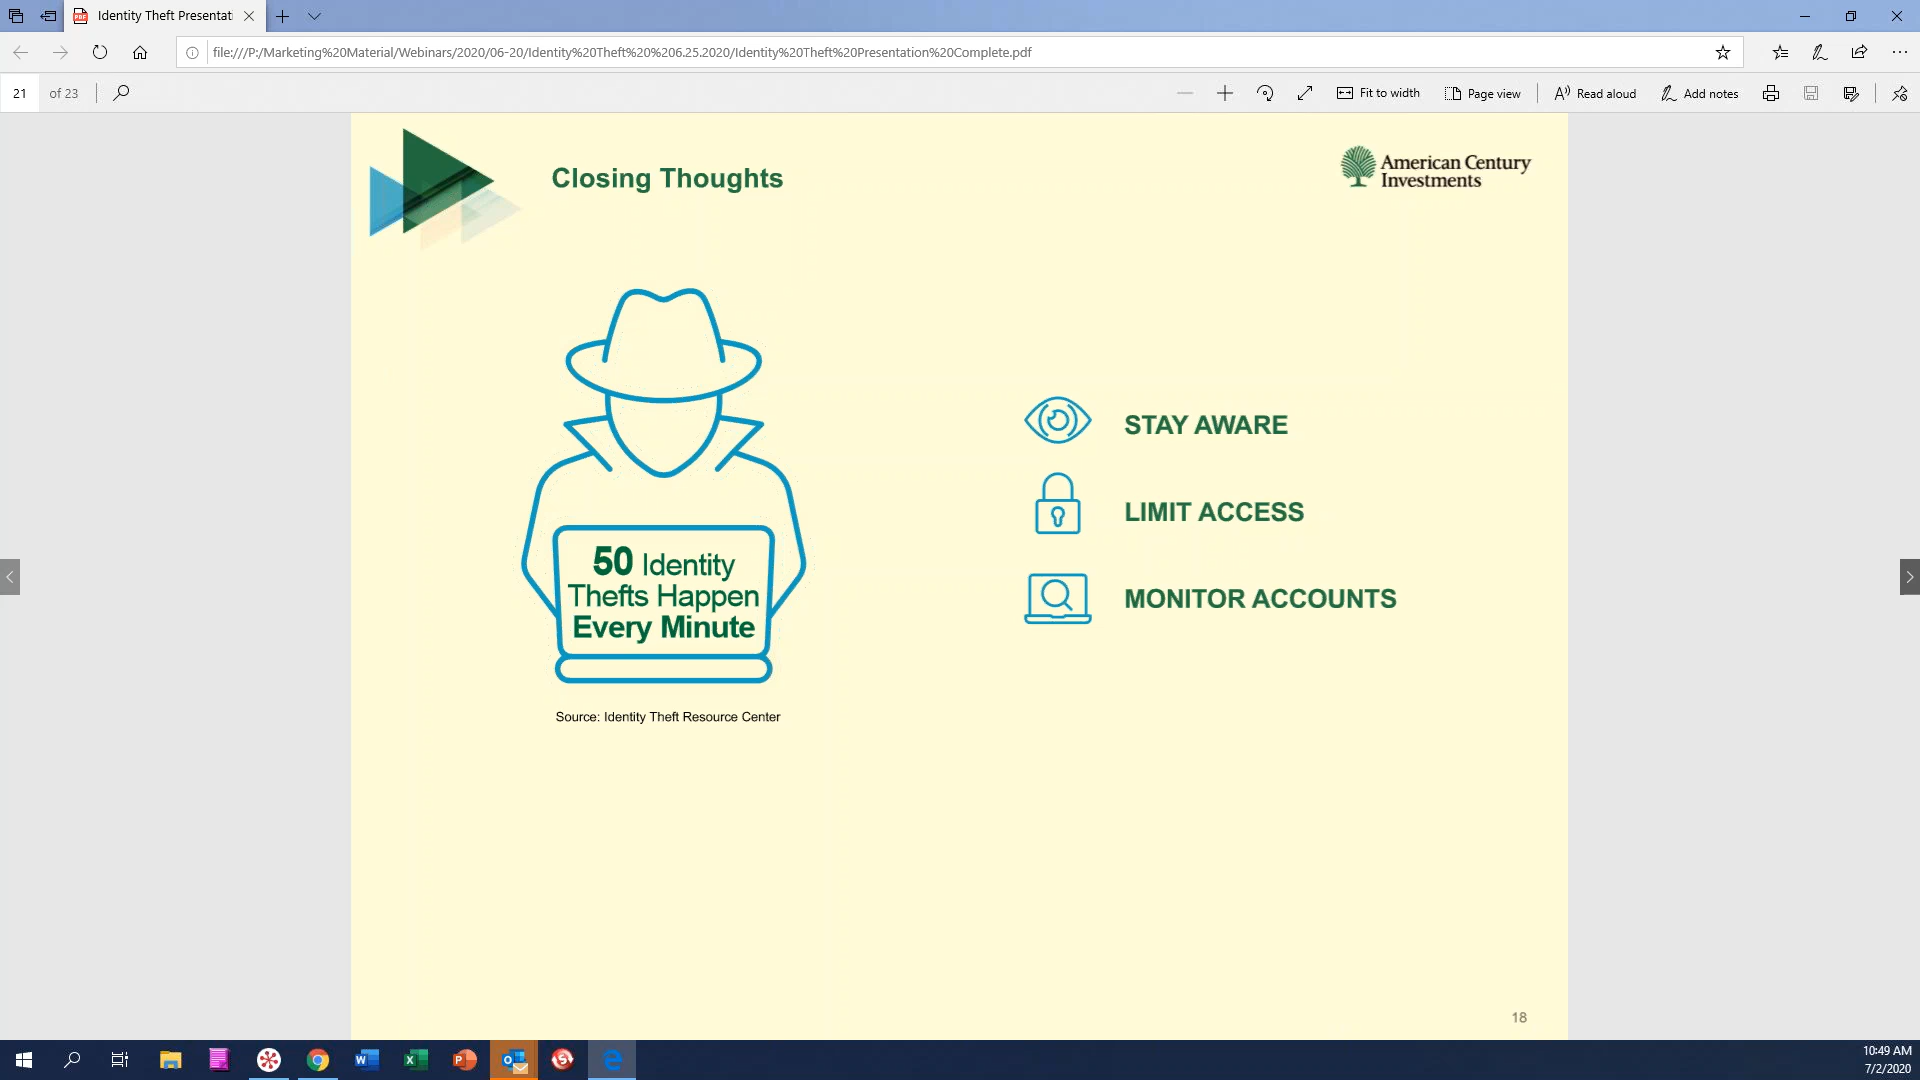 Identity Theft Presentati
file:///P:/Marketing%20Material/Webinars/2020/06-20/Identity%20Theft%20%206.25.2020/Identity%20Theft%20Presentation%20Complete.pdf
21 of 23
Fit to width
Page view
Read aloud
Add notes
Closing Thoughts
American Century
Investments
50 Identity
Thefts Happen
Every Minute
Source: Identity Theft Resource Center
STAY AWARE
LIMIT ACCESS
MONITOR ACCOUNTS
18
10:49 AM
7/2/2020